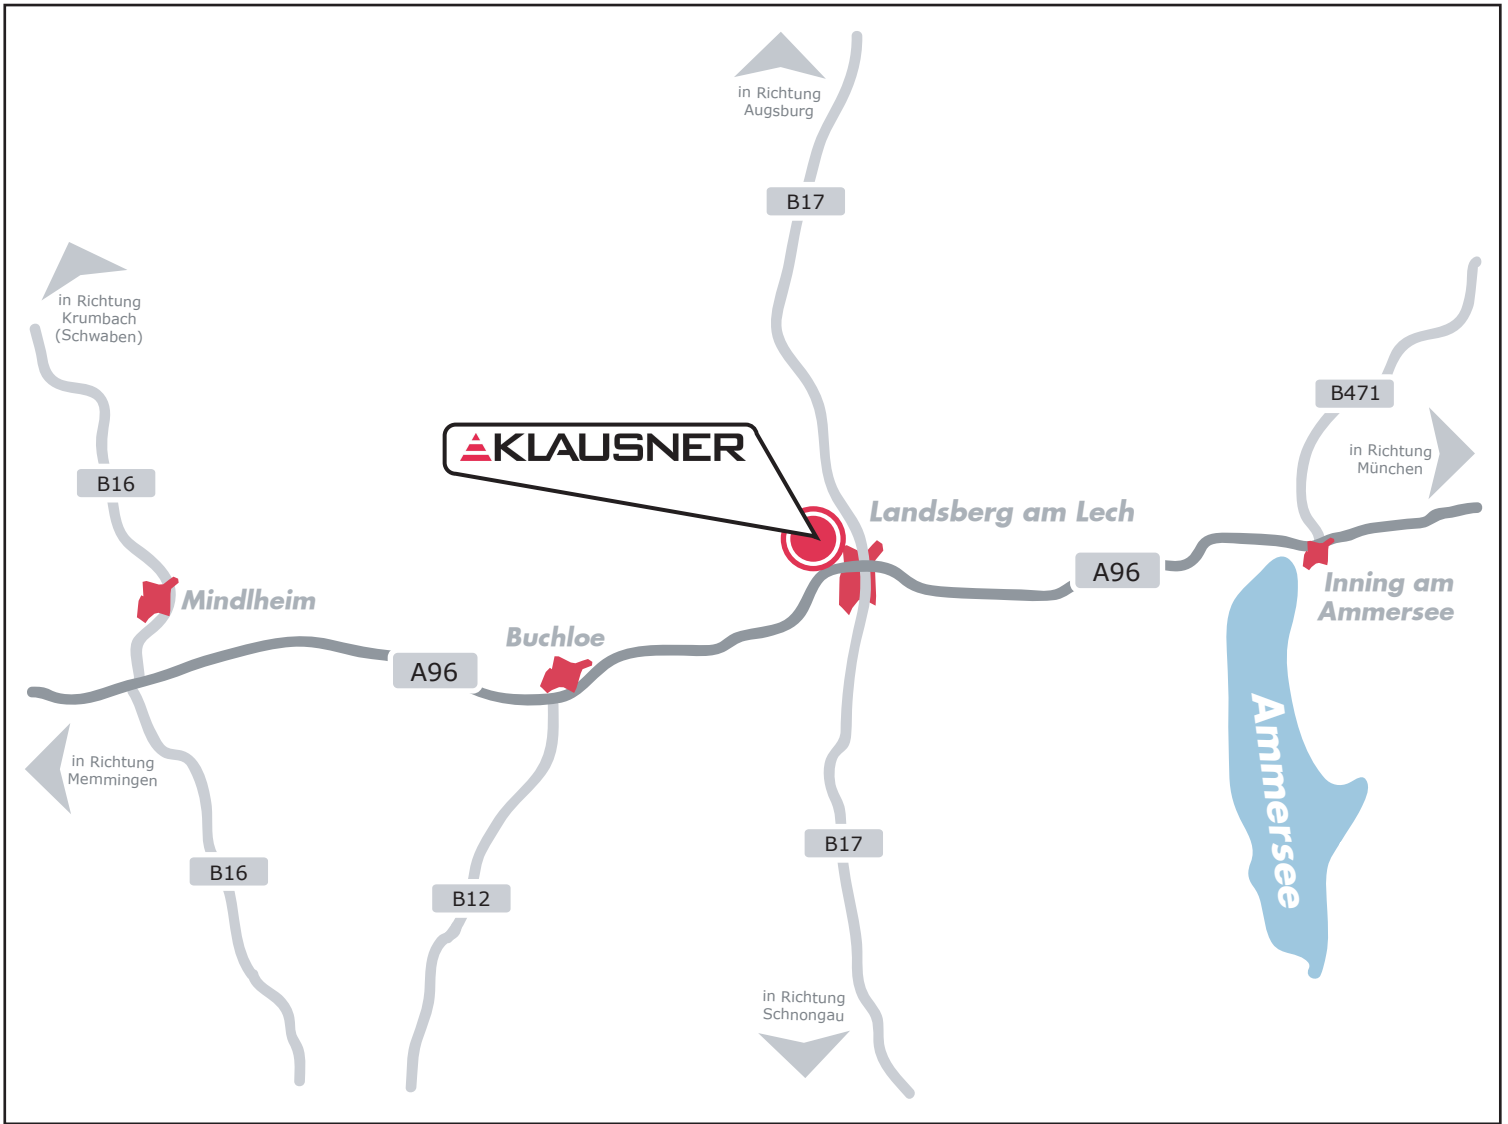 in Richtung
Augsburg
B17
in Richtung
Krumbach
(Schwaben)
B471
KLAUSNER
in Richtung
München
B16
Landsberg am Lech
A96
Inning am
Ammersee
Mindlheim
Buchloe
A96
Ammersee
in Richtung
Memmingen
B17
B16
B12
in Richtung
Schnongau